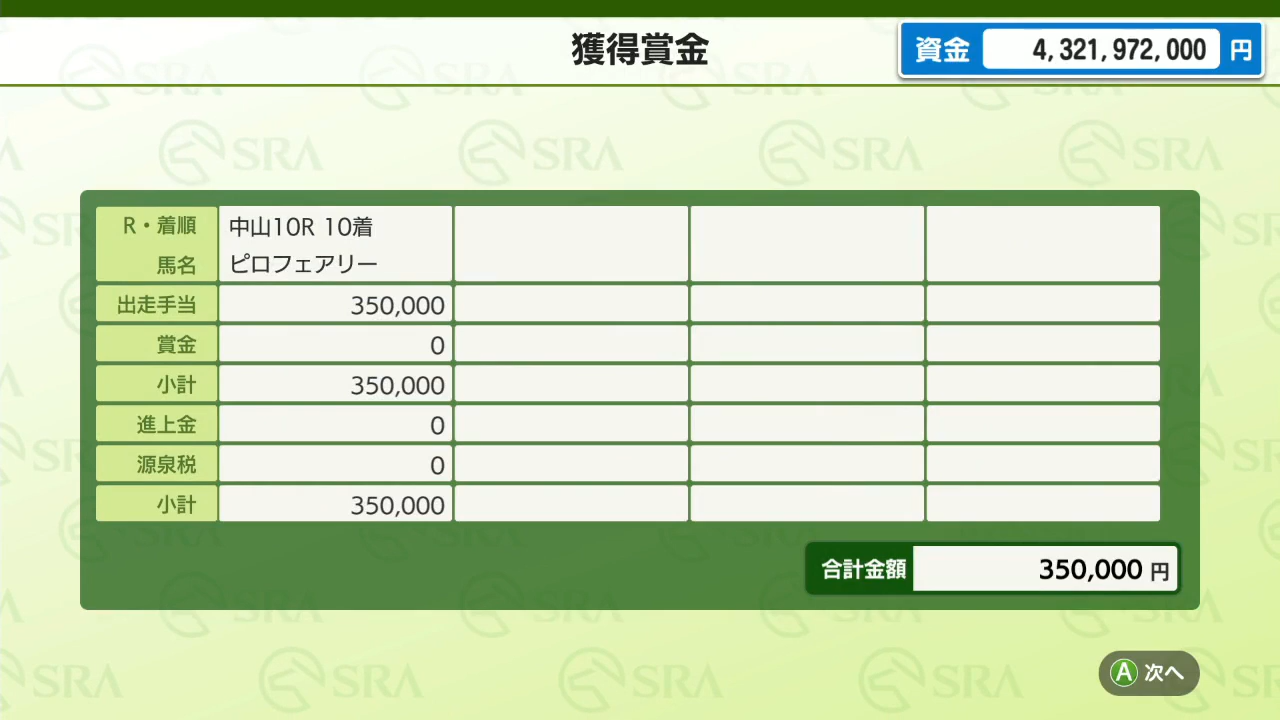 獲得賞金
資金 4,321,972,000 円
R・着順 中山10R 10着
馬名 ピロフェアリー
出走手当 350,000
賞金 0
小計 350,000
進上金 0
源泉税 0
小計 350,000
合計金額 350,000 円
A 次へ
SRA